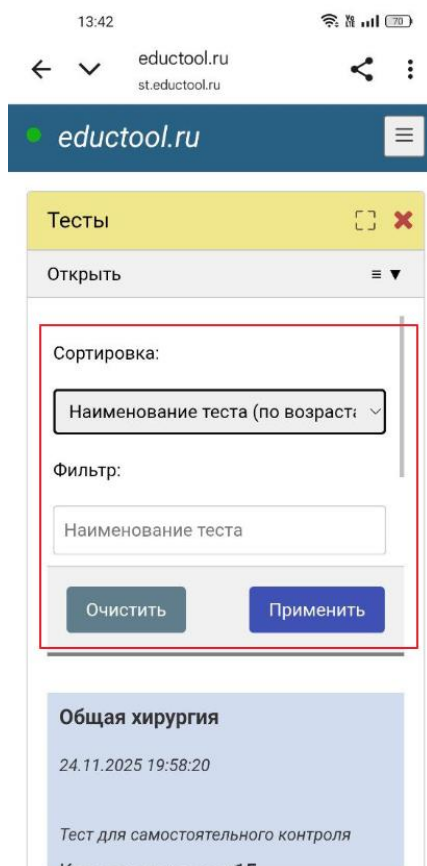 13:42
70
eductool.ru
st.eductool.ru
eductool.ru
Тесты
Открыть
Сортировка:
Наименование теста (по возраста
Фильтр:
Наименование теста
Очистить Применить
Общая хирургия
24.11.2025 19:58:20
Тест для самостоятельного контроля